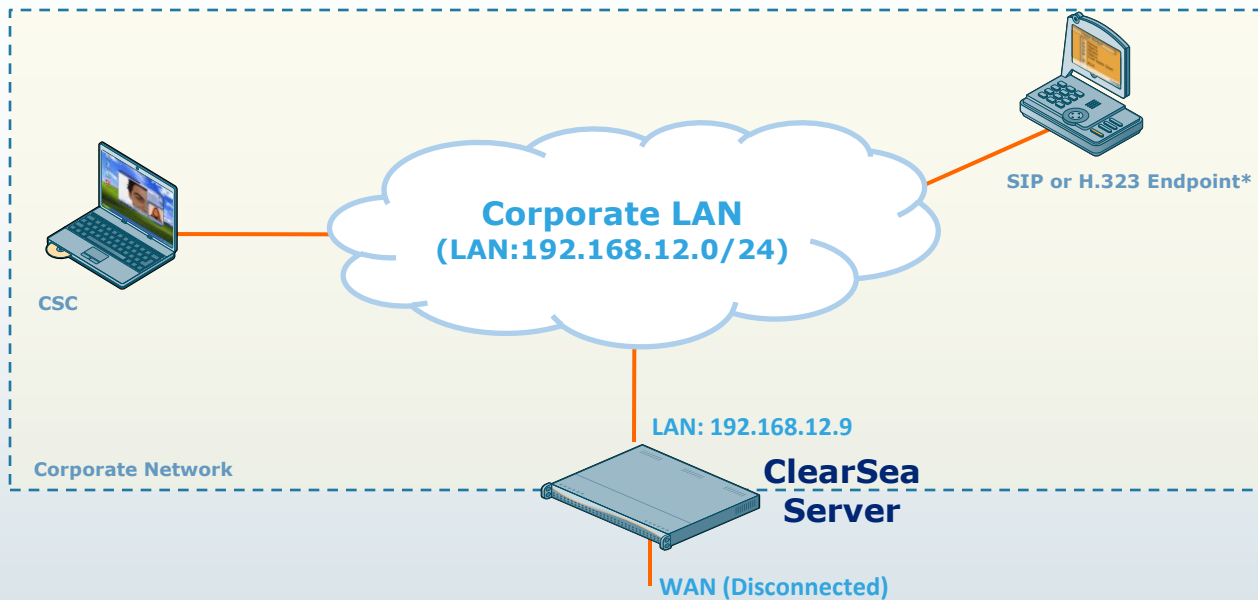 SIP or H.323 Endpoint*
Corporate LAN
(LAN:192.168.12.0/24)
CSC
LAN: 192.168.12.9
Corporate Network
ClearSea
Server
WAN (Disconnected)